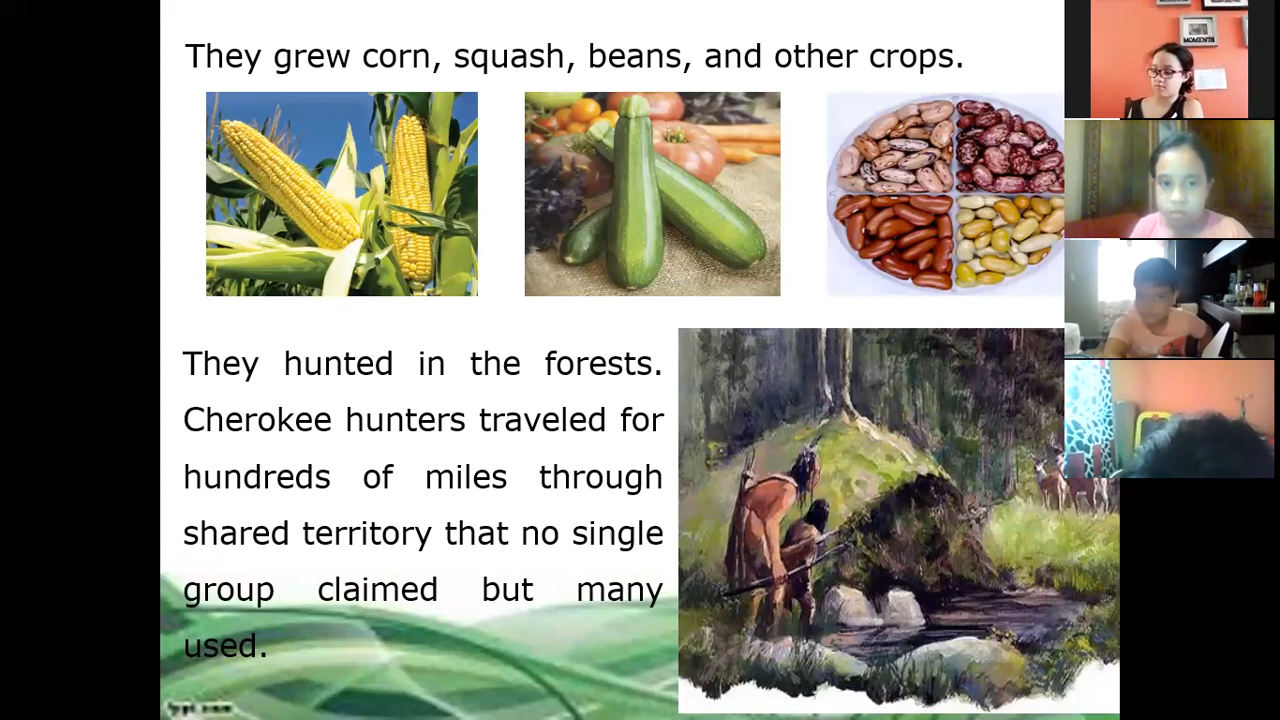 They grew corn, squash, beans, and other crops.
They hunted in the forests.
Cherokee hunters traveled for
hundreds of miles through
shared territory that no single
group claimed but many
used.
MOMENTS